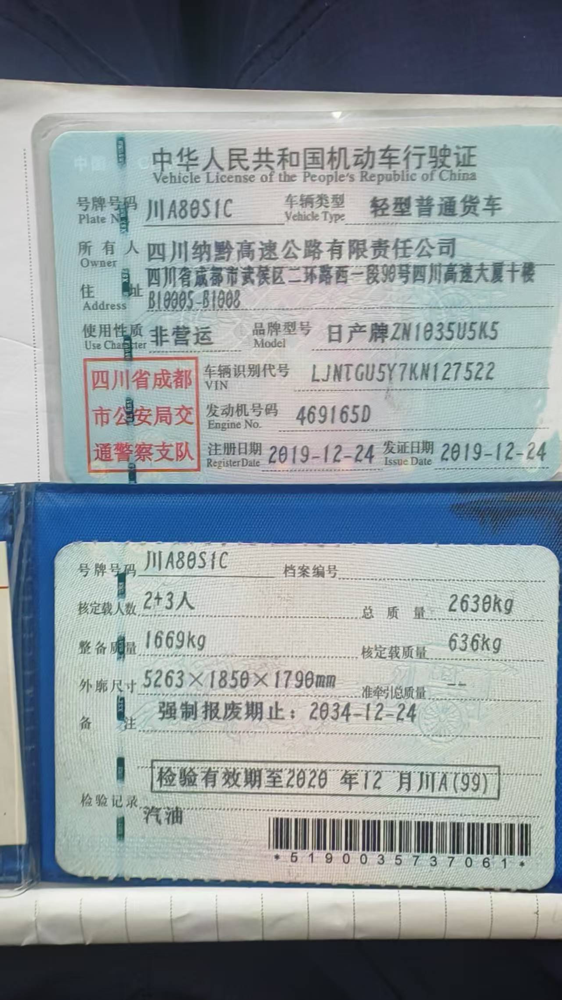 中华人民共和国机动车行驶证
Vehicle License of the People's Republic of China
号牌号码 川A80S1C 车辆类型 轻型普通货车
Plate N Vehicle Type
所有人 四川纳黔高速公路有限责任公司
Owner
住址 四川省成都市武侯区二环路西一段90号四川高速大厦十楼
Address B1000S-B1008
使用性质 非营运 品牌型号 日产牌ZN1035U5K5
Use Character Model
四川省成都
市公安局交
通警察支队
车辆识别代号 LJNTGU5Y7KN127522
VIN
发动机号码 469165D
Engine No.
注册日期 2019-12-24 发证日期 2019-12-24
Register Date Issue Date
号牌号码 川A80S1C 档案编号
核定载人数 2+3人 总质量 2630kg
整备质量 1669kg 核定载质量 636kg
外廓尺寸 5263×1850×1790mm 准牵引总质量 --
备注 强制报废期止：2034-12-24
检验有效期至2020 年12 月川A(99)
检验记录
汽油
*5190035737061*